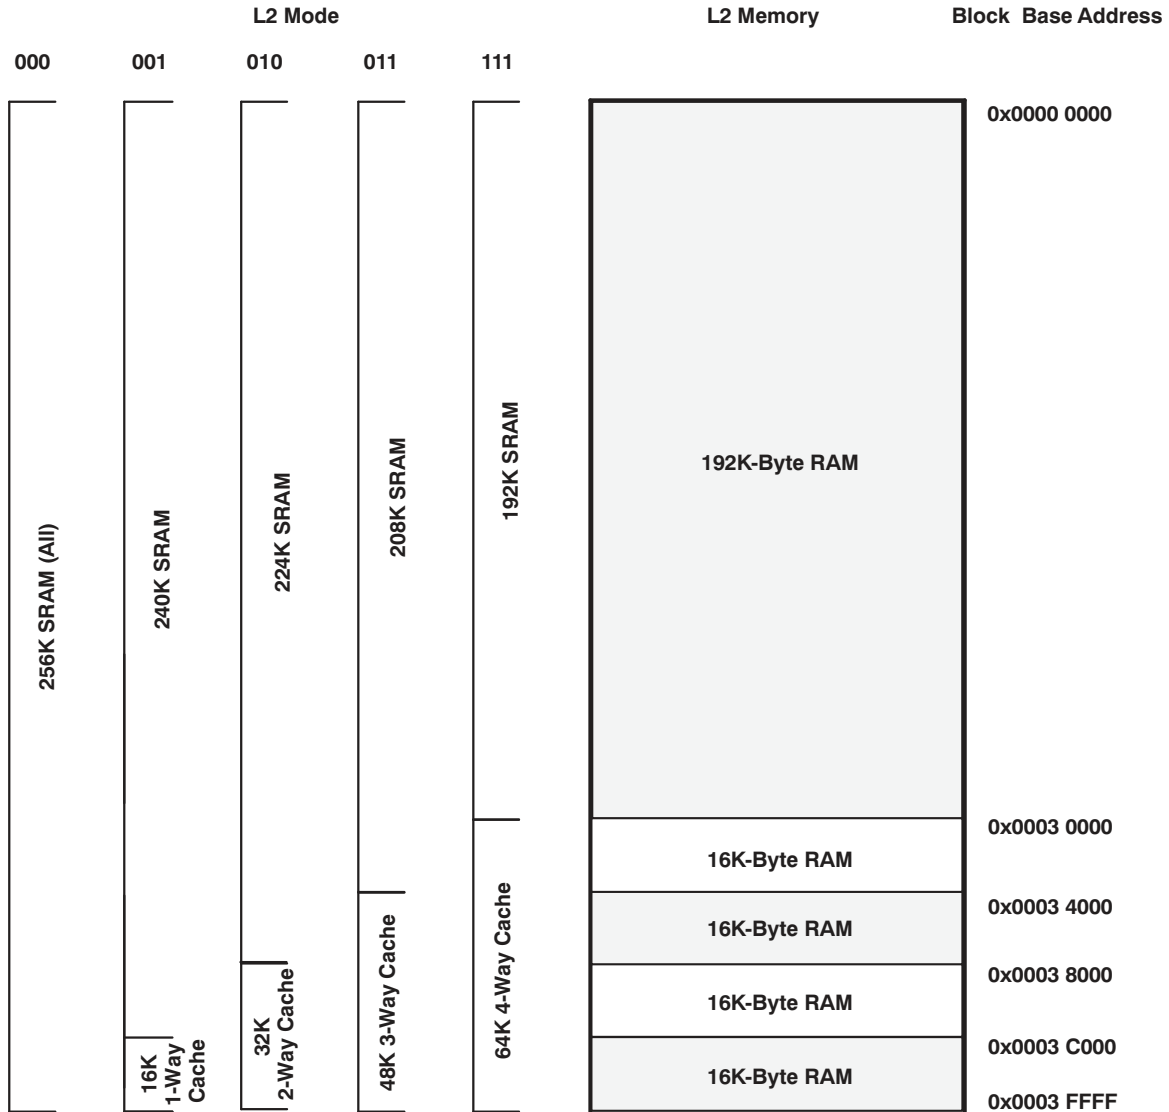 L2 Mode
L2 Memory
Block Base Address
000
001
010
011
111
0x0000 0000
256K SRAM (All)
240K SRAM
224K SRAM
208K SRAM
192K SRAM
192K-Byte RAM
0x0003 0000
16K-Byte RAM
0x0003 4000
16K-Byte RAM
0x0003 8000
16K-Byte RAM
0x0003 C000
16K-Byte RAM
0x0003 FFFF
16K
1-Way
Cache
32K
2-Way Cache
48K 3-Way Cache
64K 4-Way Cache